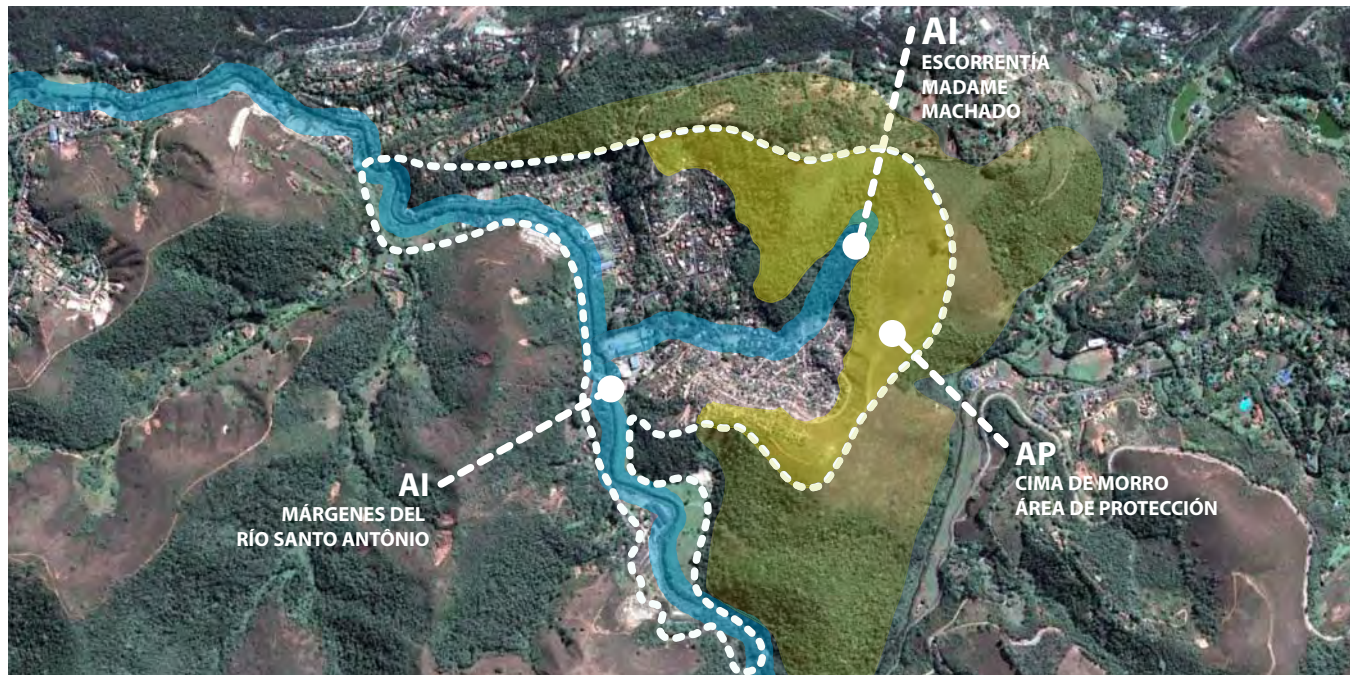 AI
ESCORRENTÍA
MADAME
MACHADO
AI
MÁRGENES DEL
RÍO SANTO ANTÔNIO
AP
CIMA DE MORRO
ÁREA DE PROTECCIÓN